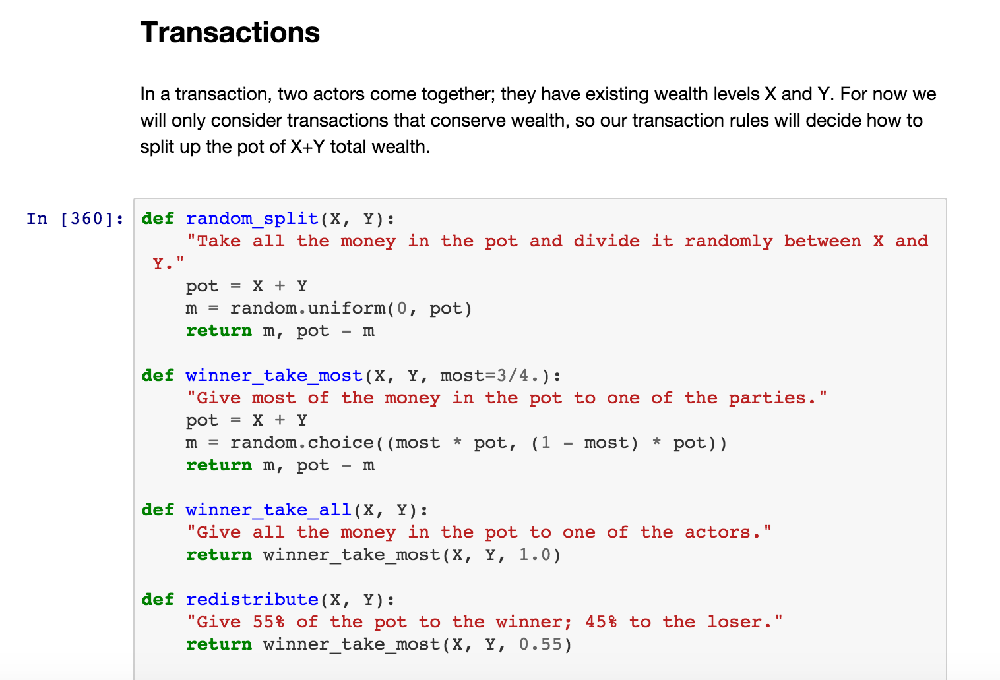 Transactions
In a transaction, two actors come together; they have existing wealth levels X and Y. For now we
will only consider transactions that conserve wealth, so our transaction rules will decide how to
split up the pot of X+Y total wealth.
In [360]:
def random_split(X, Y):
    "Take all the money in the pot and divide it randomly between X and
 Y."
    pot = X + Y
    m = random.uniform(0, pot)
    return m, pot - m
def winner_take_most(X, Y, most=3/4.):
    "Give most of the money in the pot to one of the parties."
    pot = X + Y
    m = random.choice((most * pot, (1 - most) * pot))
    return m, pot - m
def winner_take_all(X, Y):
    "Give all the money in the pot to one of the actors."
    return winner_take_most(X, Y, 1.0)
def redistribute(X, Y):
    "Give 55% of the pot to the winner; 45% to the loser."
    return winner_take_most(X, Y, 0.55)